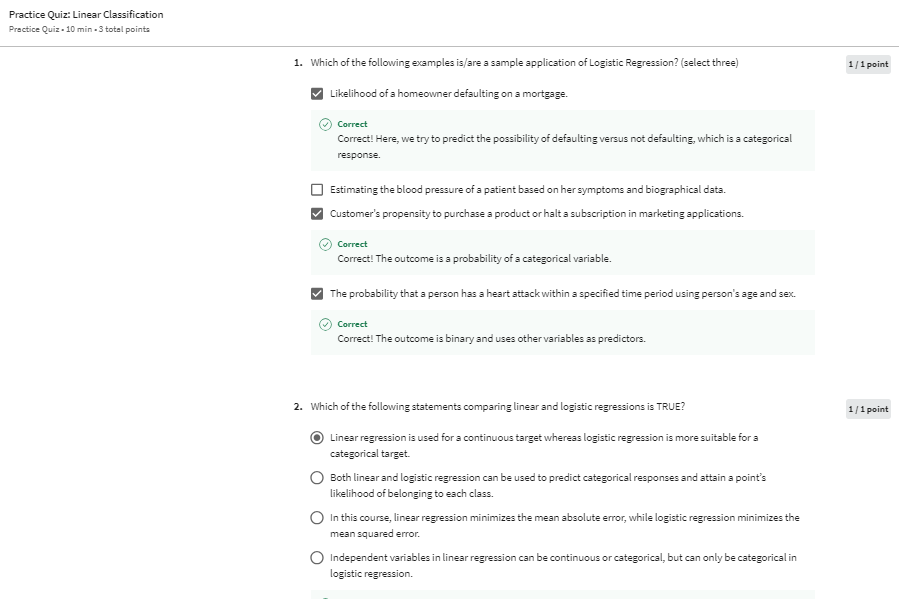 Practice Quiz: Linear Classification
Practice Quiz • 10 min • 3 total points
1. Which of the following examples is/are a sample application of Logistic Regression? (select three)
1 / 1 point
Likelihood of a homeowner defaulting on a mortgage.
Correct
Correct! Here, we try to predict the possibility of defaulting versus not defaulting, which is a categorical
response.
Estimating the blood pressure of a patient based on her symptoms and biographical data.
Customer's propensity to purchase a product or halt a subscription in marketing applications.
Correct
Correct! The outcome is a probability of a categorical variable.
The probability that a person has a heart attack within a specified time period using person's age and sex.
Correct
Correct! The outcome is binary and uses other variables as predictors.
2. Which of the following statements comparing linear and logistic regressions is TRUE?
1 / 1 point
Linear regression is used for a continuous target whereas logistic regression is more suitable for a
categorical target.
Both linear and logistic regression can be used to predict categorical responses and attain a point's
likelihood of belonging to each class.
In this course, linear regression minimizes the mean absolute error, while logistic regression minimizes the
mean squared error.
Independent variables in linear regression can be continuous or categorical, but can only be categorical in
logistic regression.